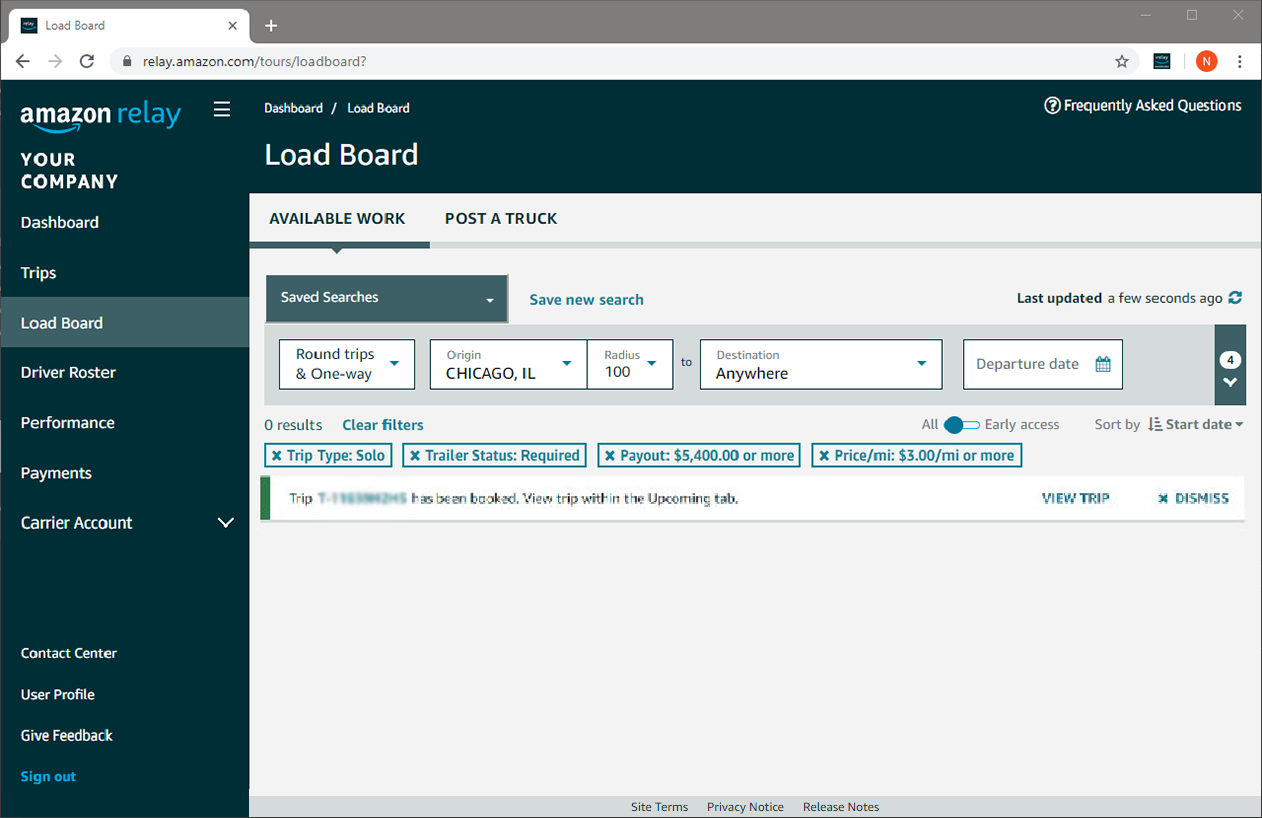 Load Board
relay.amazon.com/tours/loadboard?
N
amazon relay
Dashboard / Load Board
Frequently Asked Questions
YOUR
COMPANY
Load Board
Dashboard
Trips
Load Board
Driver Roster
Performance
Payments
Carrier Account
Contact Center
User Profile
Give Feedback
Sign out
AVAILABLE WORK POST A TRUCK
Saved Searches
Save new search
Last updated a few seconds ago
Round trips
& One-way
Origin
CHICAGO, IL
Radius
100
to
Destination
Anywhere
Departure date
4
0 results Clear filters
All Early access
Sort by Start date
Trip Type: Solo
Trailer Status: Required
Payout: $5,400.00 or more
Price/mi: $3.00/mi or more
Trip has been booked. View trip within the Upcoming tab.
VIEW TRIP
DISMISS
Site Terms Privacy Notice Release Notes